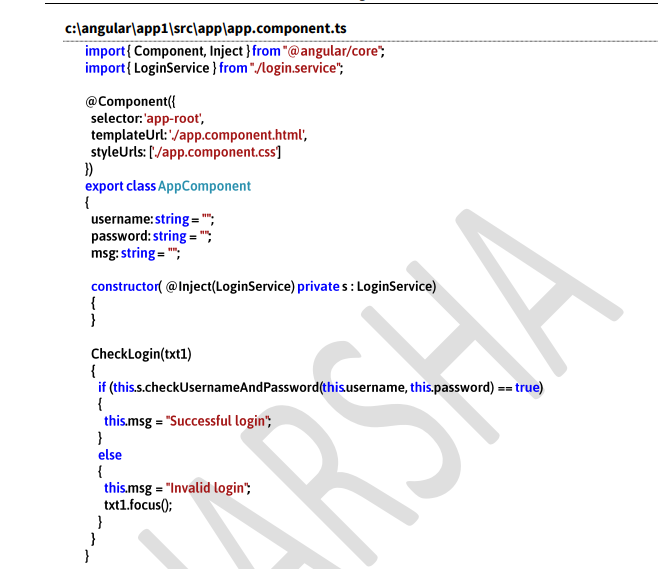 c:\angular\app1\src\app\app.component.ts
import { Component, Inject } from "@angular/core";
import { LoginService } from "./login.service";
@Component({
selector: 'app-root',
templateUrl: './app.component.html',
styleUrls: ['./app.component.css']
})
export class AppComponent
{
username: string = "";
password: string = "";
msg: string = "";
constructor( @Inject(LoginService) private s : LoginService)
{
}
CheckLogin(txt1)
{
if (this.s.checkUsernameAndPassword(this.username, this.password) == true)
{
this.msg = "Successful login";
}
else
{
this.msg = "Invalid login";
txt1.focus();
}
}
}
HARSHA